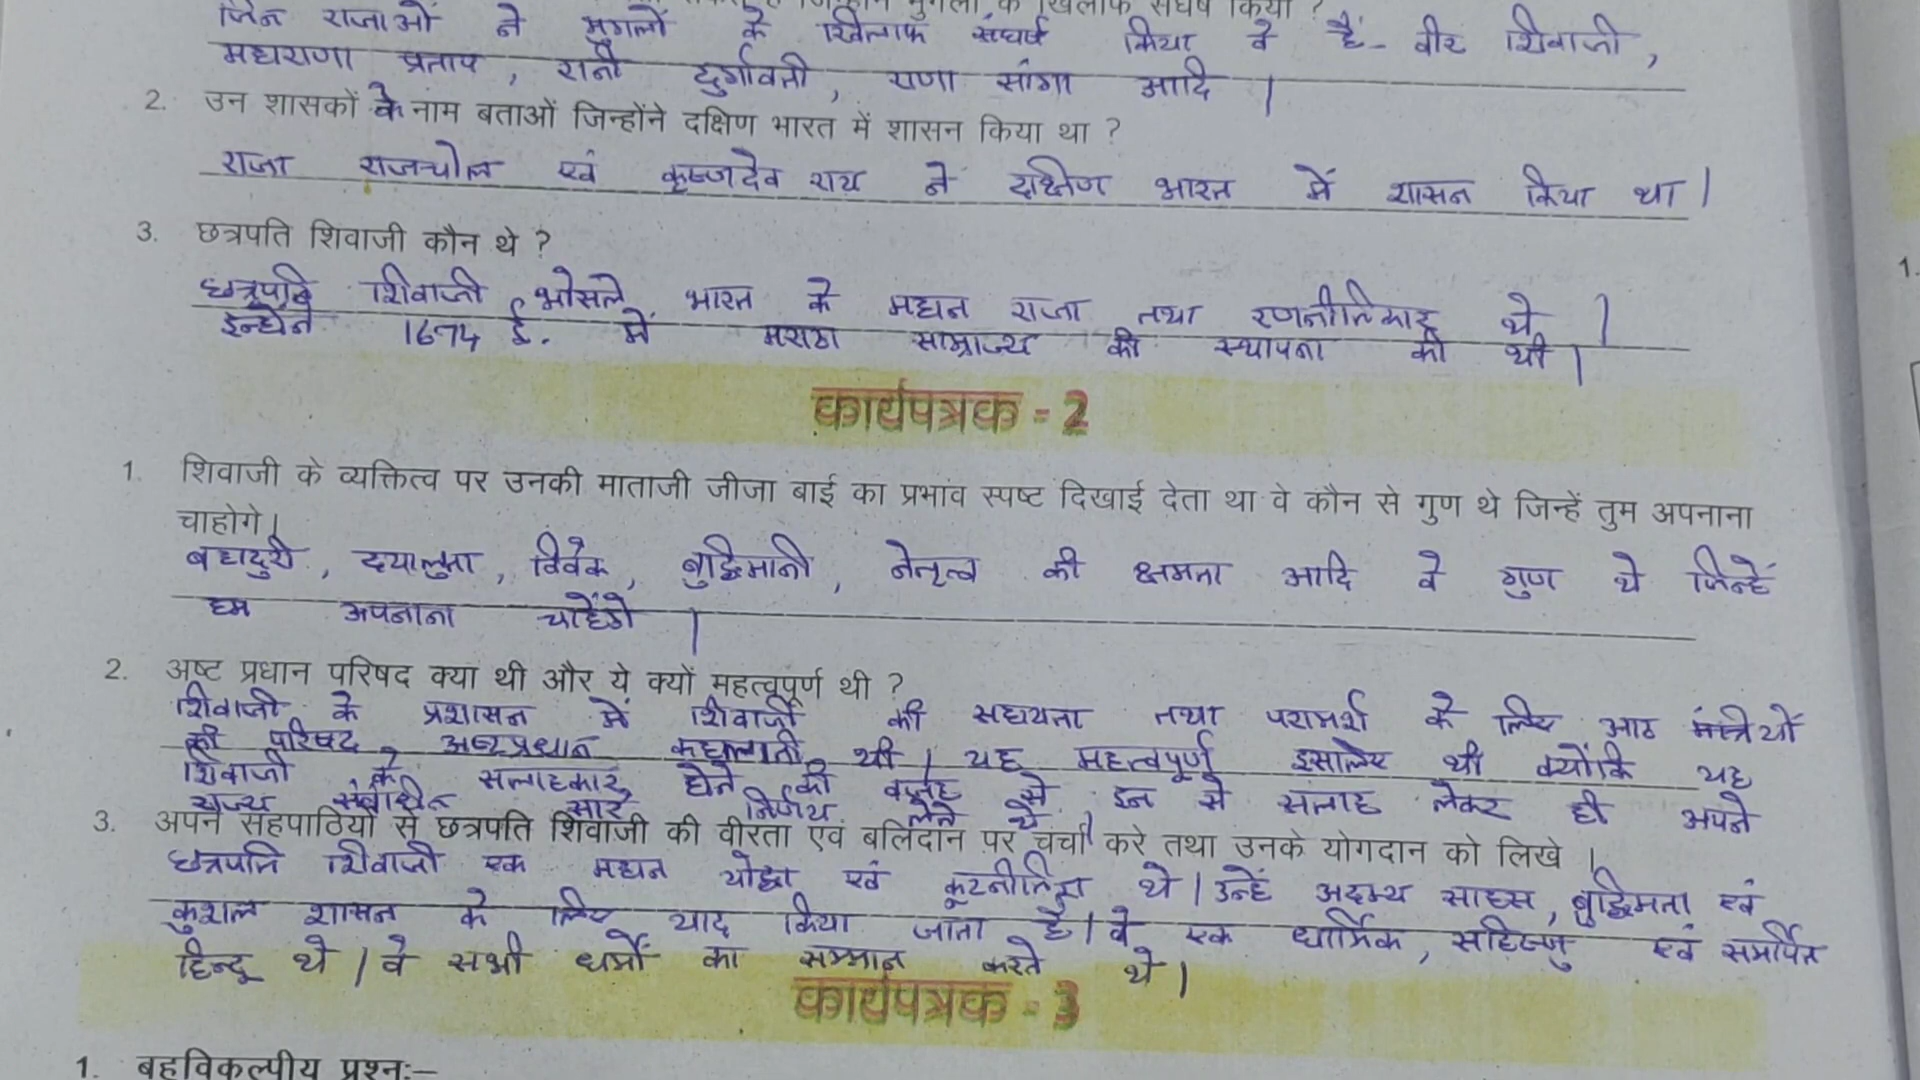 के खिलाफ संघर्ष किया ?
जिन राजाओं ने मुगलों के खिलाफ संघर्ष किया वे हैं - वीर शिवाजी,
महाराणा प्रताप, रानी दुर्गावती, राणा सांगा आदि ।
2. उन शासकों के नाम बताओं जिन्होंने दक्षिण भारत में शासन किया था ?
राजा राजचोल एवं कृष्णदेव राय ने दक्षिण भारत में शासन किया था ।
3. छत्रपति शिवाजी कौन थे ?
छत्रपति शिवाजी भोसले भारत के महान राजा तथा रणनीतिकार थे ।
इन्होंने 1674 ई. में मराठा साम्राज्य की स्थापना की थी ।
कार्यपत्रक - 2
1. शिवाजी के व्यक्तित्व पर उनकी माताजी जीजा बाई का प्रभाव स्पष्ट दिखाई देता था वे कौन से गुण थे जिन्हें तुम अपनाना
चाहोगे।
बहादुरी, दयालुता, विवेक, बुद्धिमानी, नेतृत्व की क्षमता आदि वे गुण थे जिन्हें
हम अपनाना चाहेंगे ।
2. अष्ट प्रधान परिषद क्या थी और ये क्यों महत्वपूर्ण थी ?
शिवाजी के प्रशासन में शिवाजी की सहायता तथा परामर्श के लिए आठ मंत्रियों
की परिषद अष्टप्रधान कहलाती थी । यह महत्वपूर्ण इसलिए थी क्योंकि यह
शिवाजी के सलाहकार होने की वजह से इन से सलाह लेकर ही अपने
राज्य संबंधित सारे निर्णय लेते थे
3. अपने सहपाठियों से छत्रपति शिवाजी की वीरता एवं बलिदान पर चर्चा करे तथा उनके योगदान को लिखे ।
छत्रपति शिवाजी एक महान योद्धा एवं कूटनीतिज्ञ थे । उन्हें अदम्य साहस, बुद्धिमता एवं
कुशल शासन के लिए याद किया जाता है । वे एक धार्मिक, सहिष्णु एवं समर्पित
हिन्दू थे । वे सभी धर्मों का सम्मान करते थे ।
कार्यपत्रक - 3
1. बहुविकल्पीय प्रश्न:–
1.